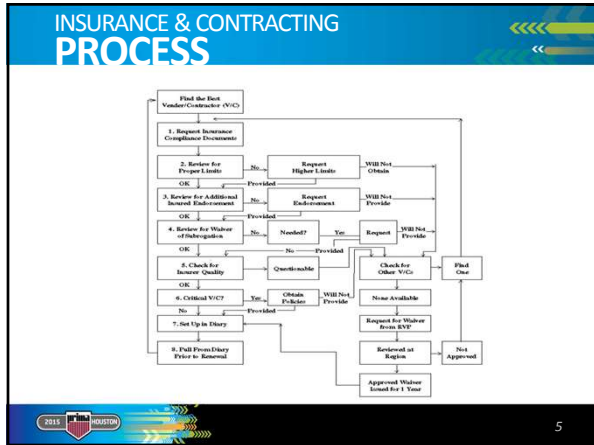 INSURANCE & CONTRACTING
PROCESS
Find the Best
Vender/Contractor (V/C)
1. Request Insurance
Compliance Documents
2. Review for
Proper Limits
No
Request
Higher Limits
Will Not
Obtain
OK
Provided
3. Review for Additional
Insured Endorsement
No
Request
Endorsement
Will Not
Provide
OK
Provided
4. Review for Waiver
of Subrogation
No
Needed?
Yes
Request
Will Not
Provide
OK
No
Provided
5. Check for
Insurer Quality
Questionable
Check for
Other V/Cs
Find
One
OK
6. Critical V/C?
Yes
Obtain
Policies
Will Not
Provide
None Available
No
Provided
7. Set Up in Diary
Request for Waiver
from RVP
8. Pull From Diary
Prior to Renewal
Reviewed at
Region
Not
Approved
Approved Waiver
Issued for 1 Year
2015 prima HOUSTON
5